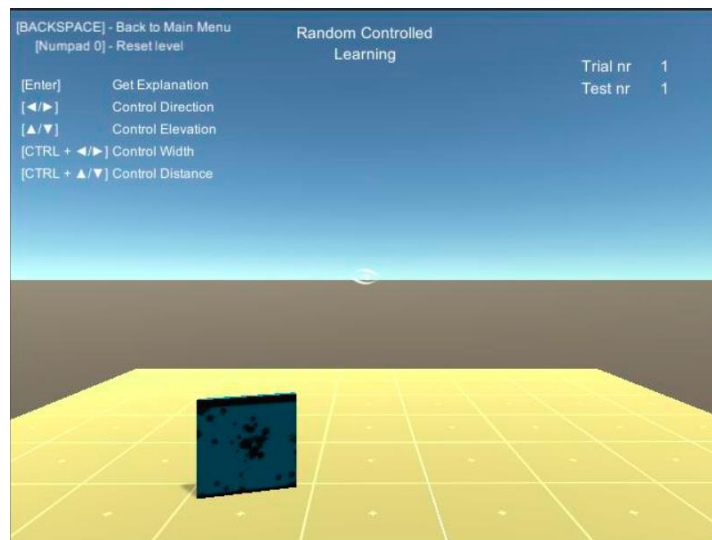 [BACKSPACE] - Back to Main Menu
[Numpad 0] - Reset level
Random Controlled
Learning
Trial nr 1
Test nr 1
[Enter] Get Explanation
[◄/►] Control Direction
[▲/▼] Control Elevation
[CTRL + ◄/►] Control Width
[CTRL + ▲/▼] Control Distance